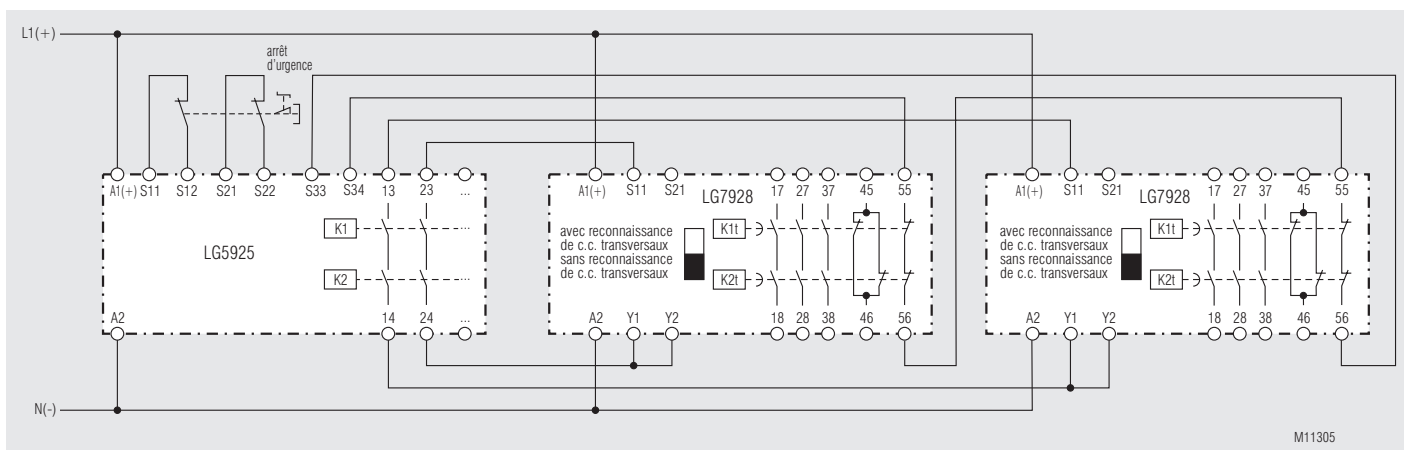 L1(+)
arrêt
d'urgence
A1(+) S11 S12 S21 S22 S33 S34 13 23 ...
K1 ...
LG5925
K2 ...
A2 14 24 ...
A1(+) S11 S21 17 27 37 45 55
LG7928
avec reconnaissance
de c.c. transversaux
sans reconnaissance
de c.c. transversaux
K1t
K2t
A2 Y1 Y2 18 28 38 46 56
A1(+) S11 S21 17 27 37 45 55
LG7928
avec reconnaissance
de c.c. transversaux
sans reconnaissance
de c.c. transversaux
K1t
K2t
A2 Y1 Y2 18 28 38 46 56
N(-)
M11305